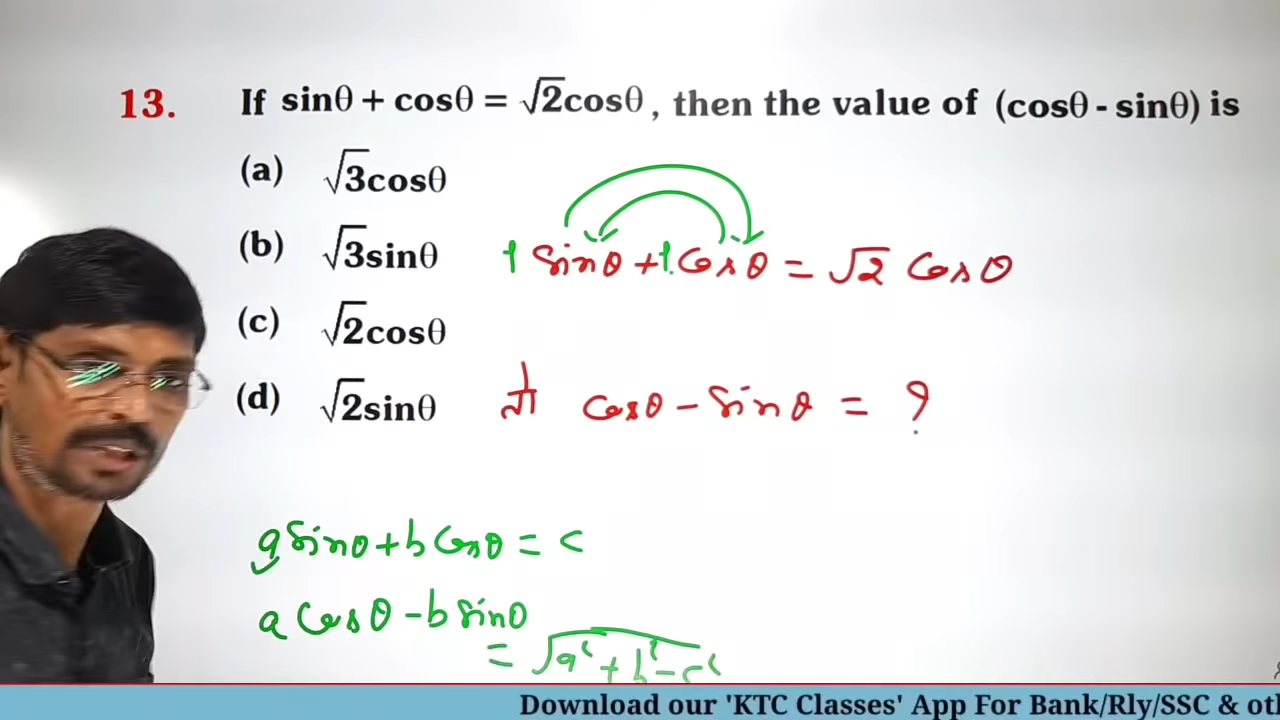 13. If sinθ + cosθ = √2cosθ, then the value of (cosθ - sinθ) is
(a) √3cosθ
(b) √3sinθ
(c) √2cosθ
(d) √2sinθ
1 sinθ + 1. cosθ = √2 cosθ
तो cosθ - sinθ = ?
a sinθ + b cosθ = c
a cosθ - b sinθ
= √a² + b² - c²
Download our 'KTC Classes' App For Bank/Rly/SSC & ot